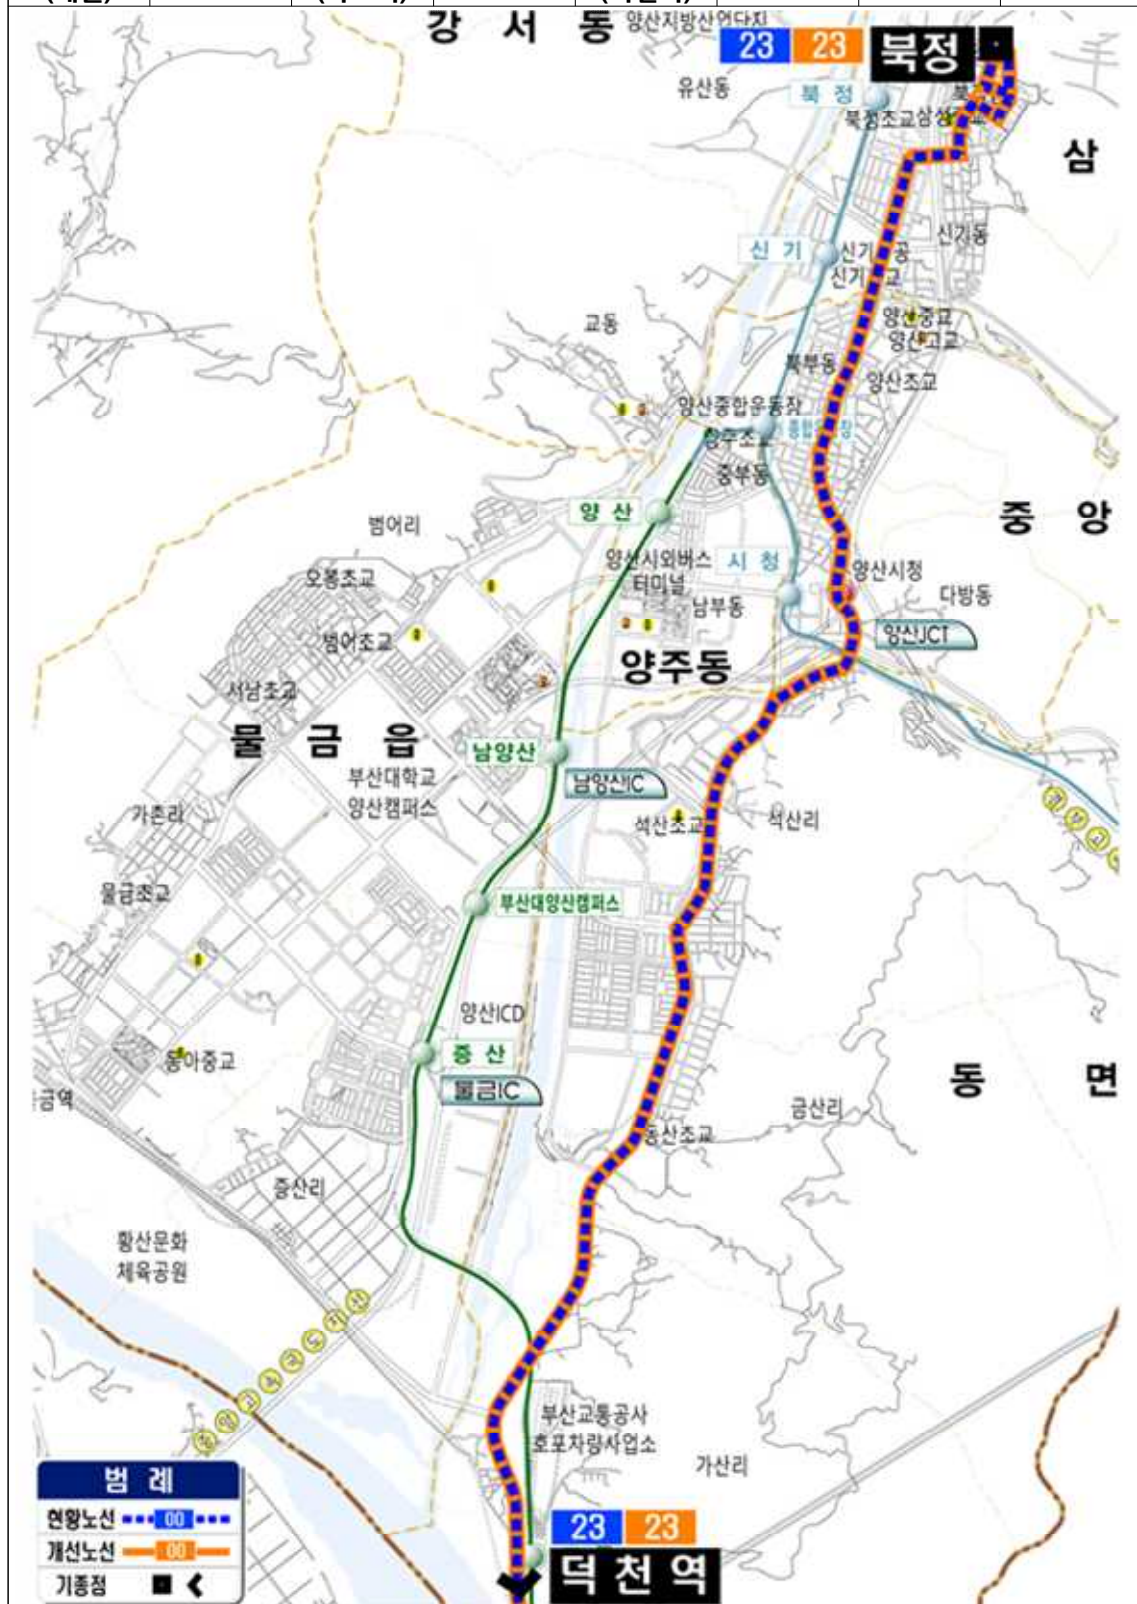 강 서 동
양산지방산업단지
23 23 북정
유산동
북 정
북정초교
삼
신 기
신기동
교동
양산중교
양산고교
북부동
양산초교
양산종합운동장
중부동
중 앙
양 산
범어리
양산시외버스
터미널
시 청
양산시청
오봉초교
남부동
다방동
범어초교
양산JCT
양주동
서남초교
물 금 읍
남양산
부산대학교
양산캠퍼스
남양산IC
가촌리
석산초교
석산리
물금초교
부산대양산캠퍼스
양산ICD
증 산
동아중교
물금IC
동 면
금산리
동산초교
증산리
황산문화
체육공원
부산교통공사
호포차량사업소
가산리
범 례
현황노선 00
개선노선 00
기종점
23 23
덕천역